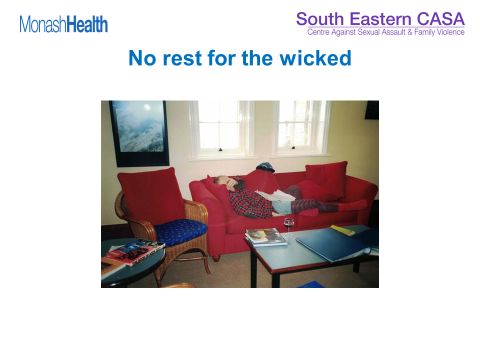 MonashHealth
South Eastern CASA
Centre Against Sexual Assault & Family Violence
No rest for the wicked